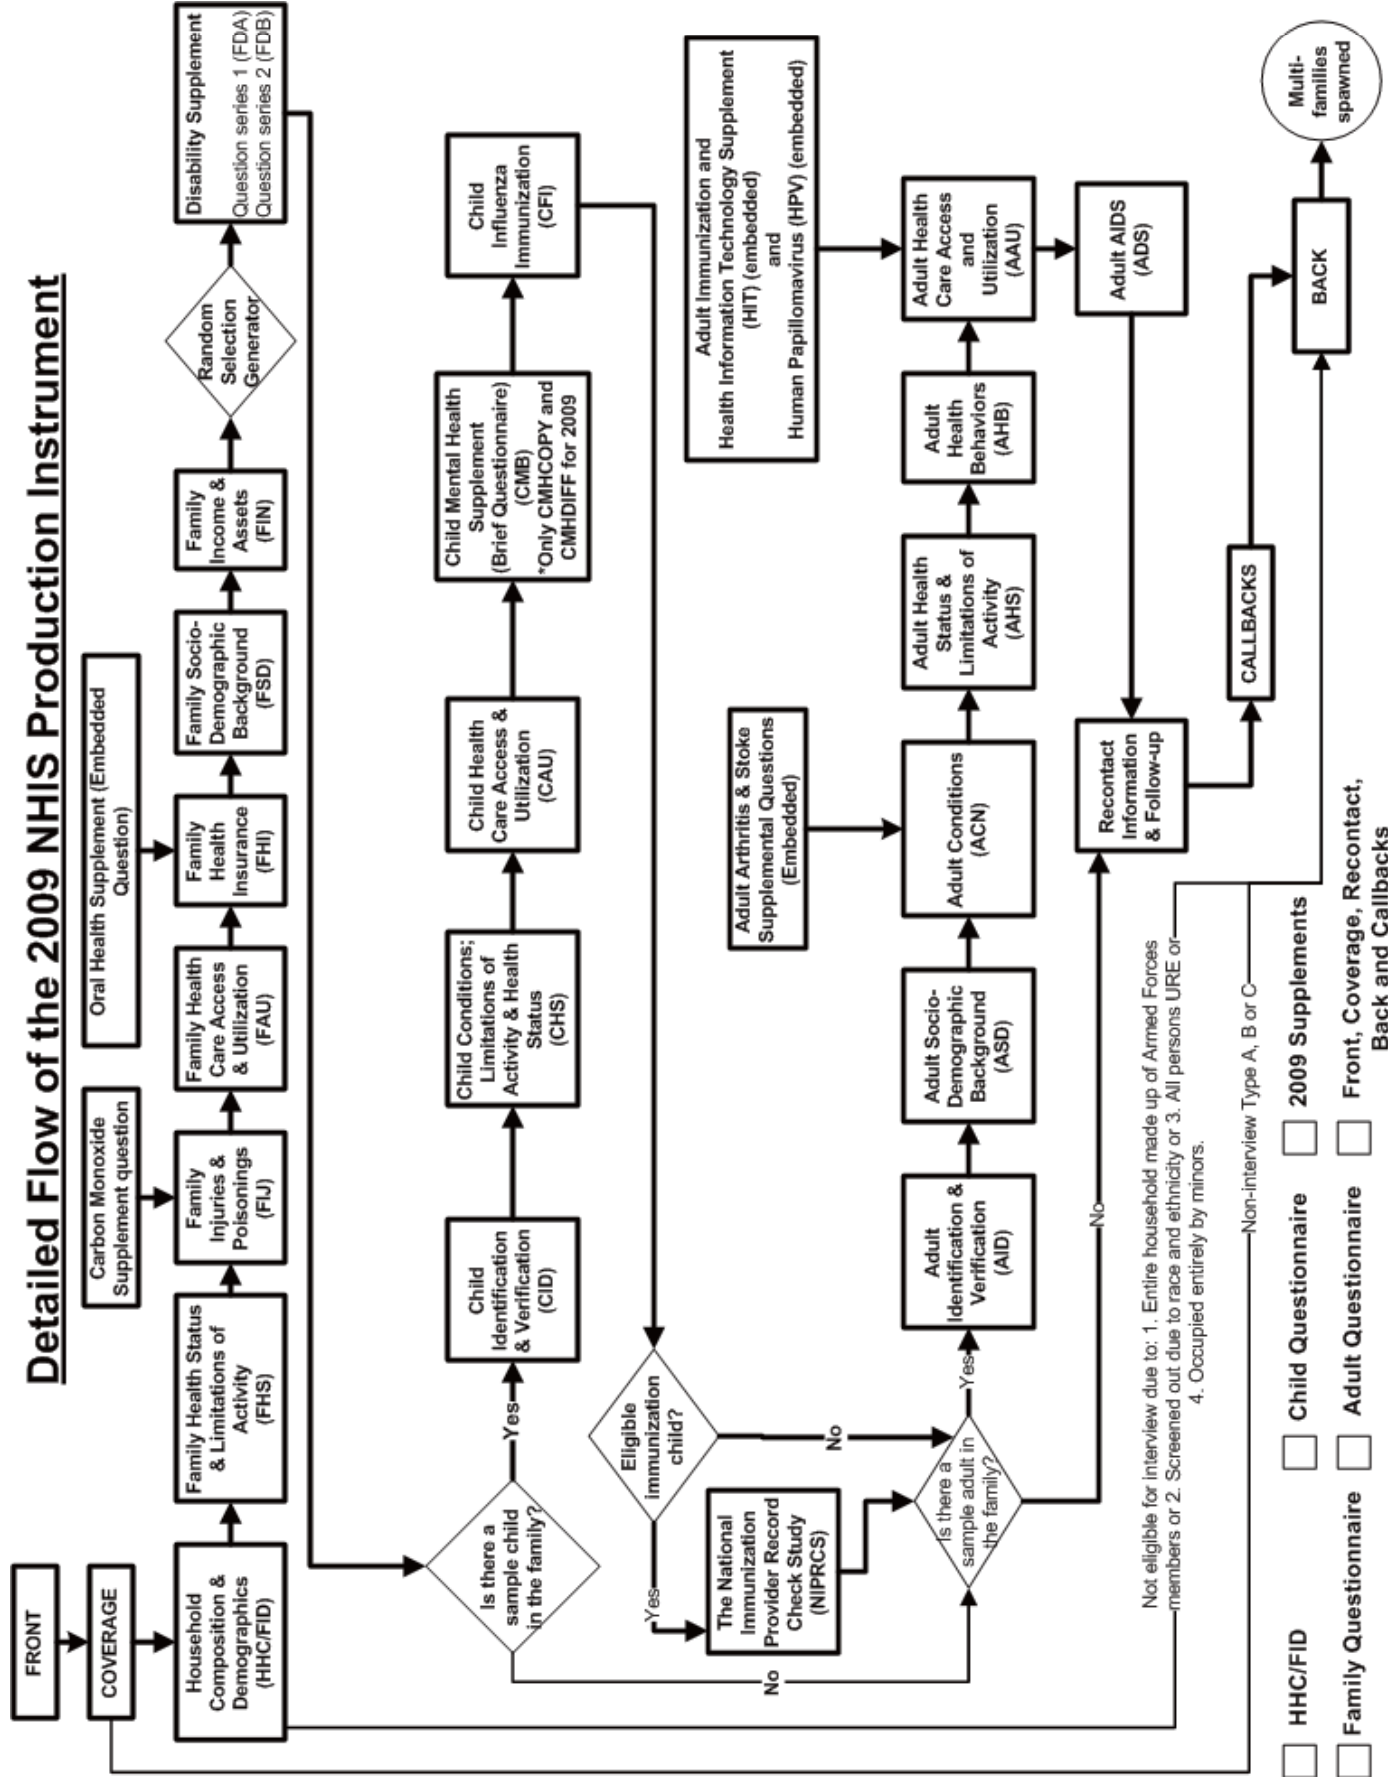 Detailed Flow of the 2009 NHIS Production Instrument
FRONT
COVERAGE
Household
Composition &
Demographics
(HHC/FID)
Family Health Status
& Limitations of
Activity
(FHS)
Carbon Monoxide
Supplement question
Family
Injuries &
Poisonings
(FIJ)
Family Health
Care Access
& Utilization
(FAU)
Oral Health Supplement (Embedded
Question)
Family
Health
Insurance
(FHI)
Family Socio-
Demographic
Background
(FSD)
Family
Income &
Assets
(FIN)
Random
Selection
Generator
Disability Supplement
Question series 1 (FDA)
Question series 2 (FDB)
Is there a
sample child
in the family?
Yes
No
Child
Identification
& Verification
(CID)
Child Conditions;
Limitations of
Activity & Health
Status
(CHS)
Child Health
Care Access &
Utilization
(CAU)
Child Mental Health
Supplement
(Brief Questionnaire)
(CMB)
*Only CMHCOPY and
CMHDIFF for 2009
Child
Influenza
Immunization
(CFI)
Eligible
immunization
child?
Yes
No
The National
Immunization
Provider Record
Check Study
(NIPRCS)
Is there a
sample adult in
the family?
Yes
No
Adult
Identification &
Verification
(AID)
Adult Socio-
Demographic
Background
(ASD)
Adult Arthritis & Stoke
Supplemental Questions
(Embedded)
Adult Conditions
(ACN)
Adult Health
Status &
Limitations of
Activity
(AHS)
Adult
Health
Behaviors
(AHB)
Adult Immunization and
Health Information Technology Supplement
(HIT) (embedded)
and
Human Papillomavirus (HPV) (embedded)
Adult Health
Care Access
and
Utilization
(AAU)
Adult AIDS
(ADS)
Recontact
Information
& Follow-up
CALLBACKS
BACK
Multi-
families
spawned
Not eligible for interview due to: 1. Entire household made up of Armed Forces
members or 2. Screened out due to race and ethnicity or 3. All persons URE or
4. Occupied entirely by minors.
Non-interview Type A, B or C
HHC/FID
Child Questionnaire
2009 Supplements
Family Questionnaire
Adult Questionnaire
Front, Coverage, Recontact,
Back and Callbacks